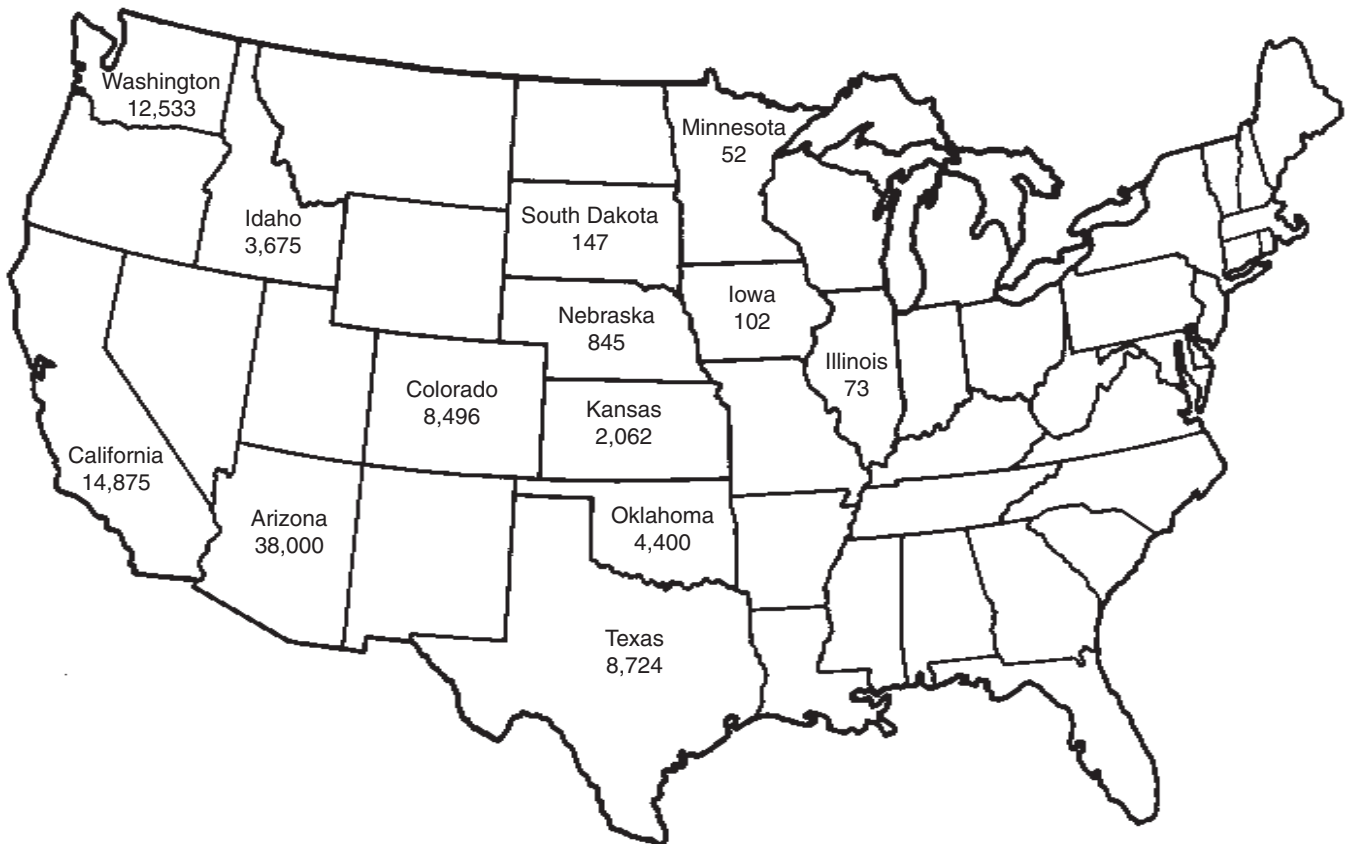 Washington
12,533
Minnesota
52
Idaho
3,675
South Dakota
147
Iowa
102
Nebraska
845
Illinois
73
Colorado
8,496
Kansas
2,062
California
14,875
Arizona
38,000
Oklahoma
4,400
Texas
8,724